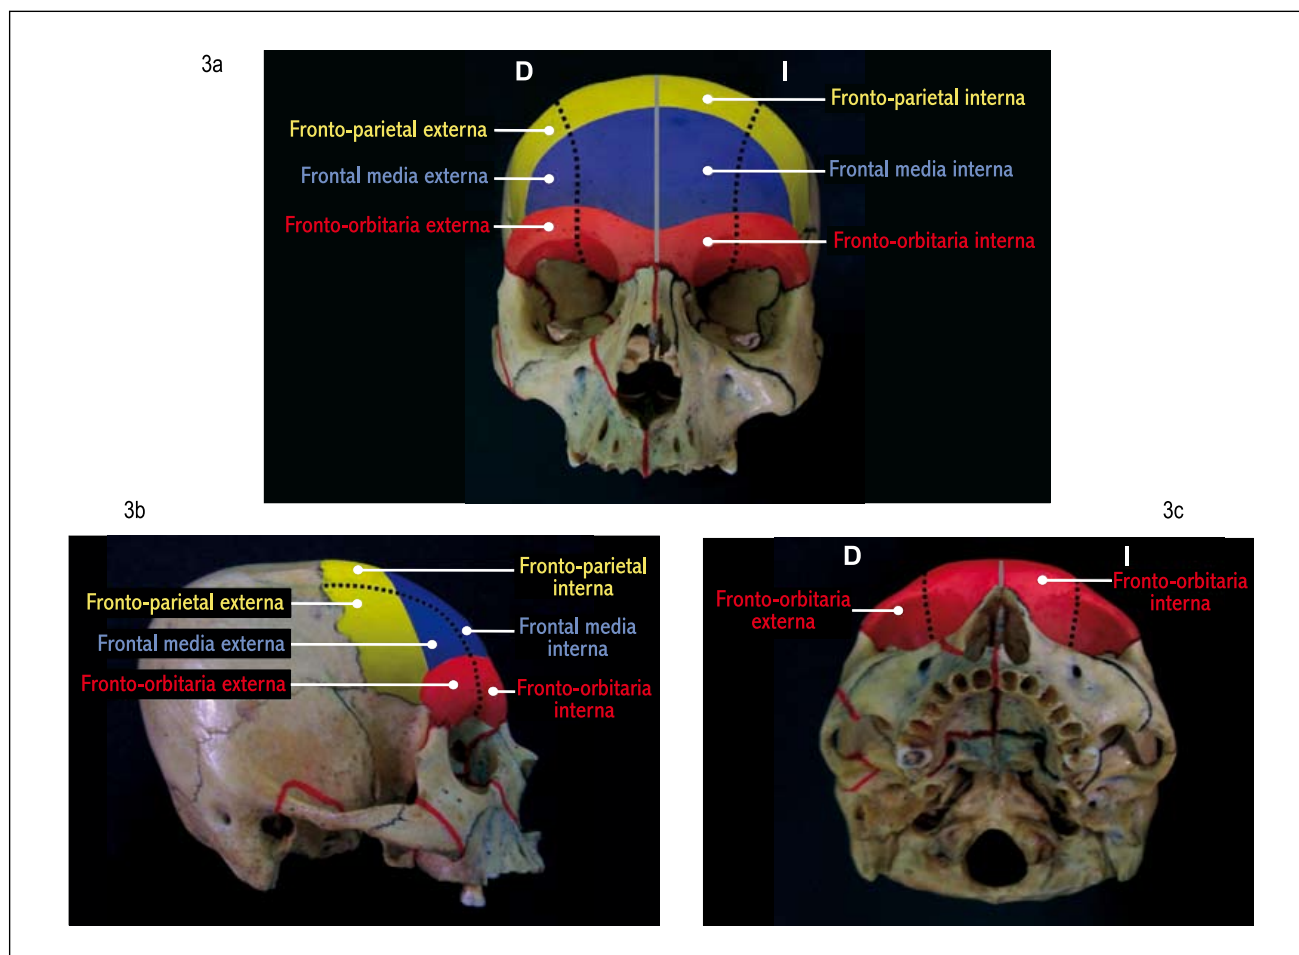 3a
D
I
Fronto-parietal interna
Fronto-parietal externa
Frontal media externa
Frontal media interna
Fronto-orbitaria externa
Fronto-orbitaria interna
3b
3c
Fronto-parietal
interna
Fronto-parietal externa
Frontal media externa
Frontal media
interna
Fronto-orbitaria externa
Fronto-orbitaria
interna
D
I
Fronto-orbitaria
interna
Fronto-orbitaria
externa